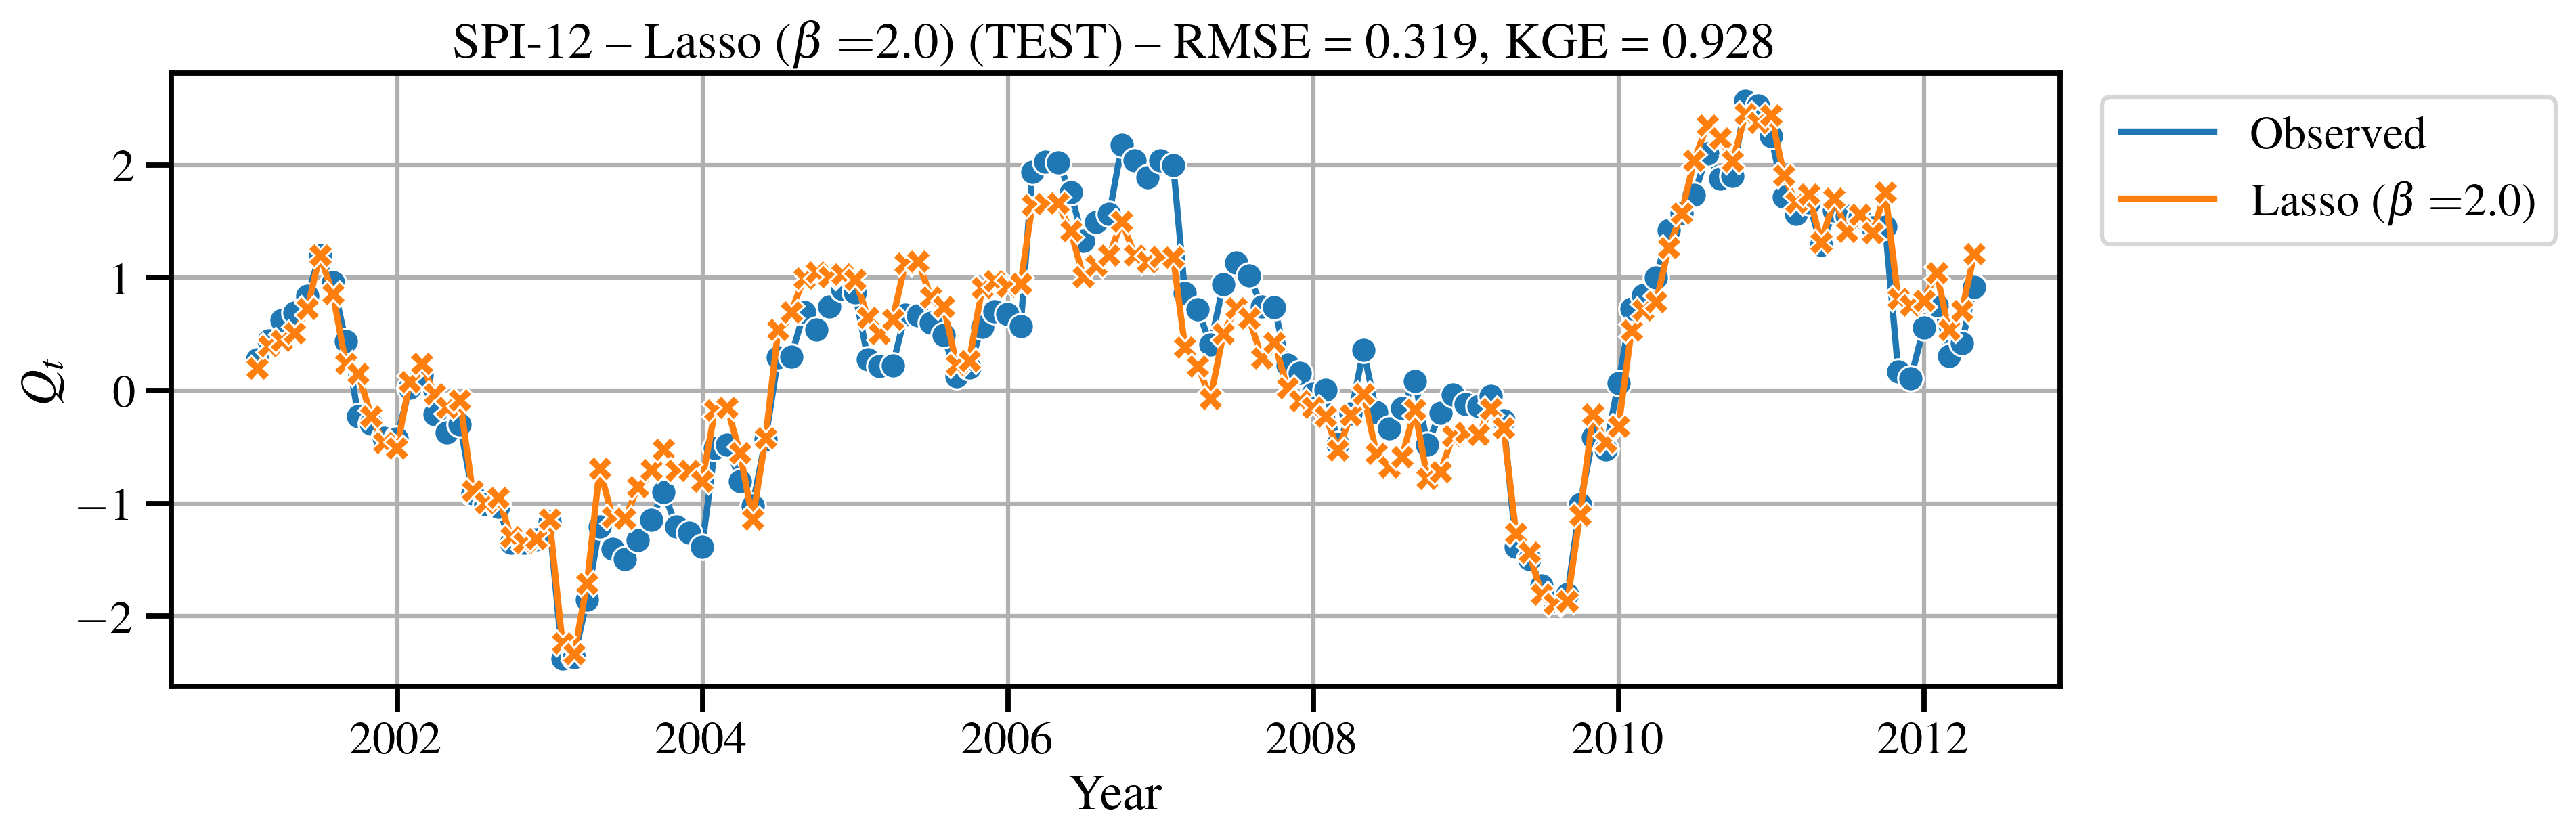 SPI-12 – Lasso (β =2.0) (TEST) – RMSE = 0.319, KGE = 0.928
Observed
Lasso (β =2.0)
Qt
2
1
0
−1
−2
2002 2004 2006 2008 2010 2012
Year